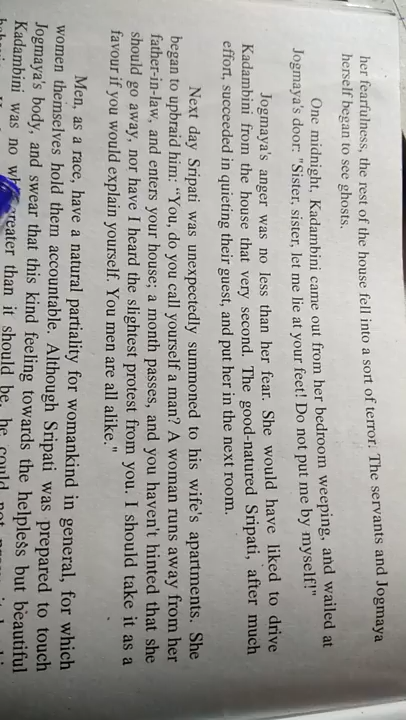 her fearfulness, the rest of the house fell into a sort of terror. The servants and Jogmaya
herself began to see ghosts.
One midnight, Kadambini came out from her bedroom weeping, and wailed at
Jogmaya's door: "Sister, sister, let me lie at your feet! Do not put me by myself!"
Jogmaya's anger was no less than her fear. She would have liked to drive
Kadambini from the house that very second. The good-natured Sripati, after much
effort, succeeded in quieting their guest, and put her in the next room.
Next day Sripati was unexpectedly summoned to his wife's apartments. She
began to upbraid him: "You, do you call yourself a man? A woman runs away from her
father-in-law, and enters your house; a month passes, and you haven't hinted that she
should go away, nor have I heard the slightest protest from you. I should take it as a
favour if you would explain yourself. You men are all alike."
Men, as a race, have a natural partiality for womankind in general, for which
women themselves hold them accountable. Although Sripati was prepared to touch
Jogmaya's body, and swear that this kind feeling towards the helpless but beautiful
Kadambini was no greater than it should be, he could not